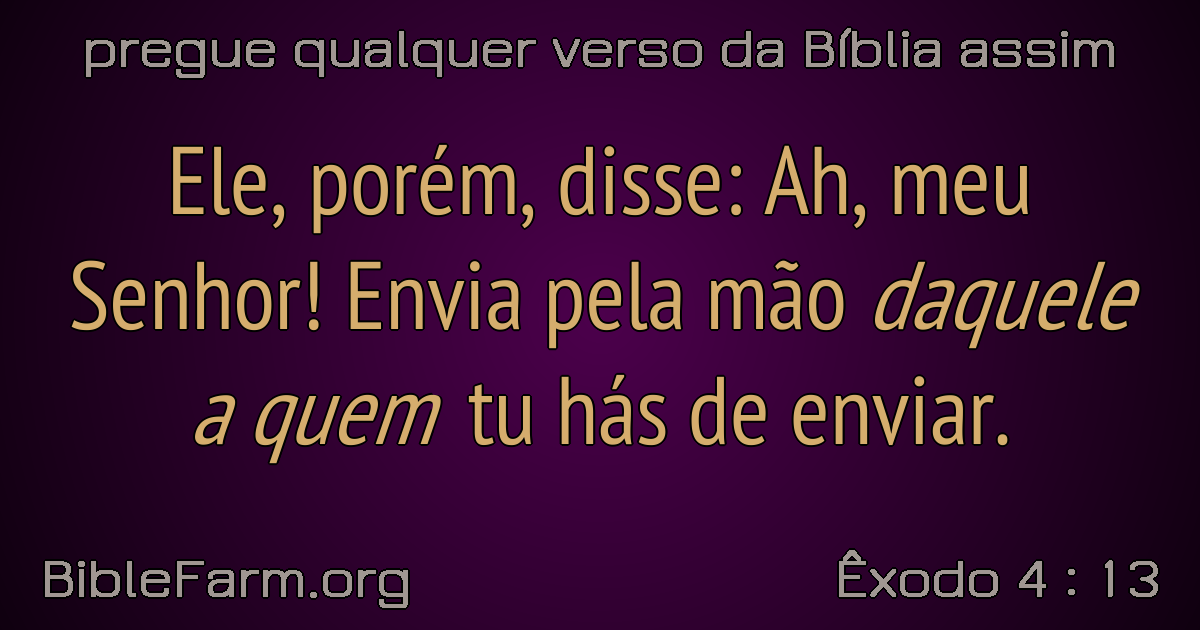 pregue qualquer verso da Bíblia assim
Ele, porém, disse: Ah, meu
Senhor! Envia pela mão daquele
a quem tu hás de enviar.
BibleFarm.org
Êxodo 4 : 13